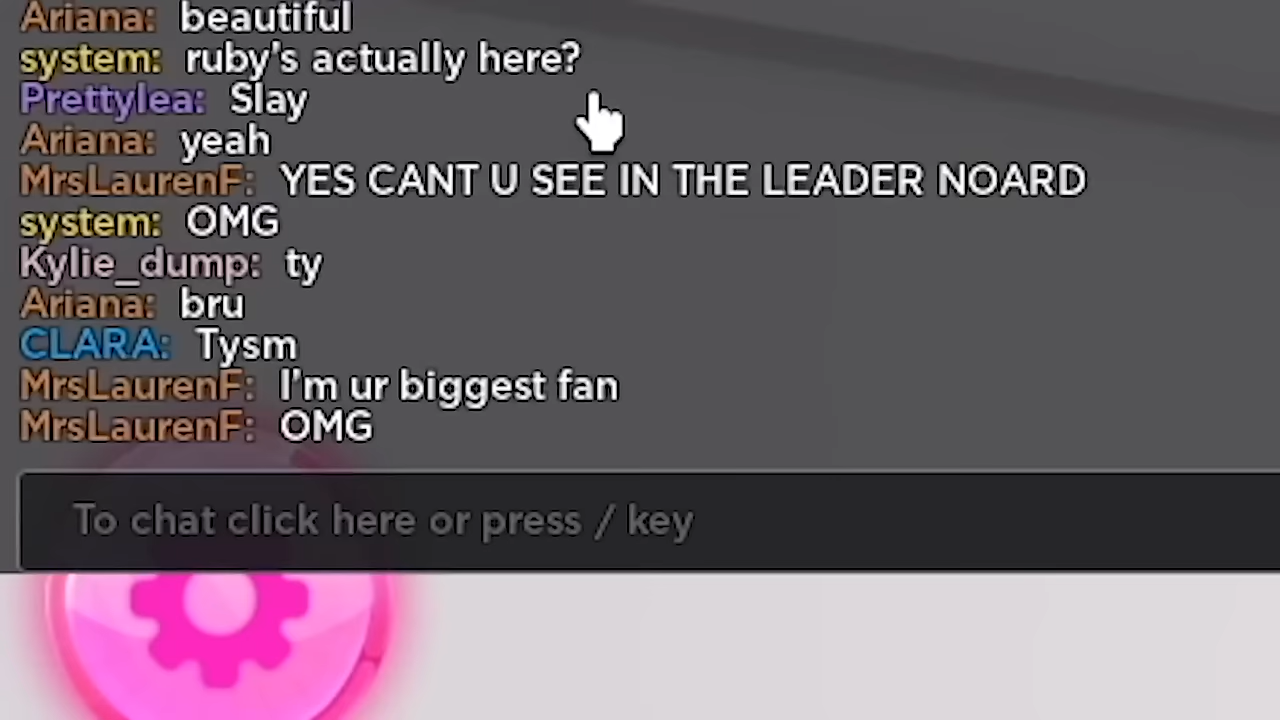 Ariana: beautiful
system: ruby's actually here?
Prettylea: Slay
Ariana: yeah
MrsLaurenF: YES CANT U SEE IN THE LEADER NOARD
system: OMG
Kylie_dump: ty
Ariana: bru
CLARA: Tysm
MrsLaurenF: I'm ur biggest fan
MrsLaurenF: OMG
To chat click here or press / key